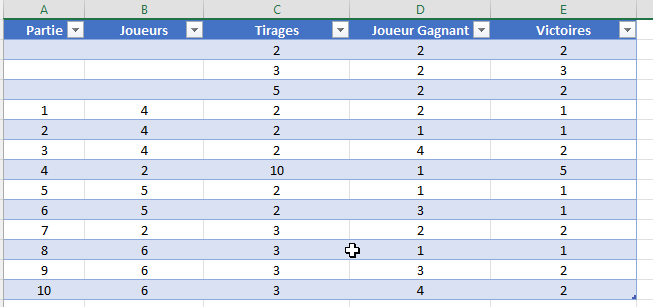 A B C D E
Partie Joueurs Tirages Joueur Gagnant Victoires
2 2 2
3 2 3
5 2 2
1 4 2 2 1
2 4 2 1 1
3 4 2 4 2
4 2 10 1 5
5 5 2 1 1
6 5 2 3 1
7 2 3 2 2
8 6 3 1 1
9 6 3 3 2
10 6 3 4 2